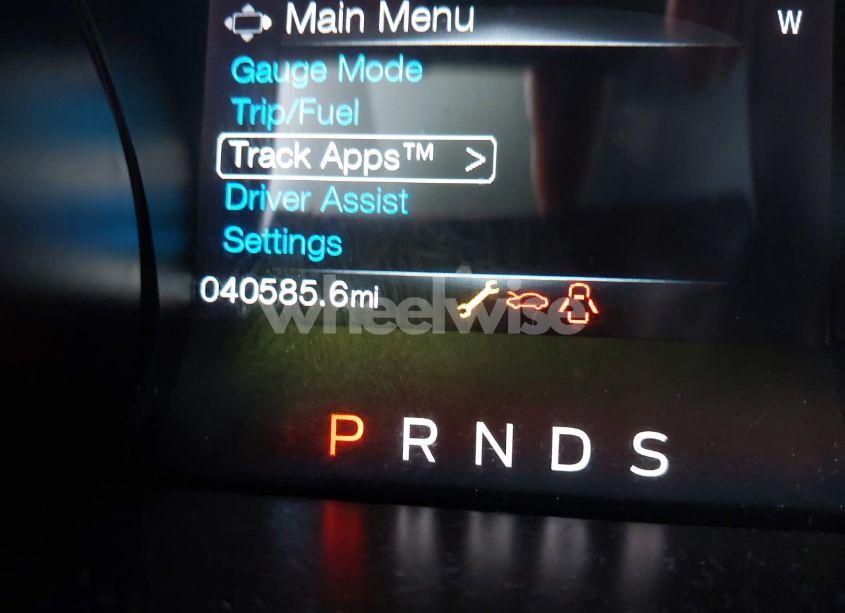 Main Menu
W
Gauge Mode
Trip/Fuel
Track Apps™ >
Driver Assist
Settings
040585.6mi
wheelwise
P R N D S